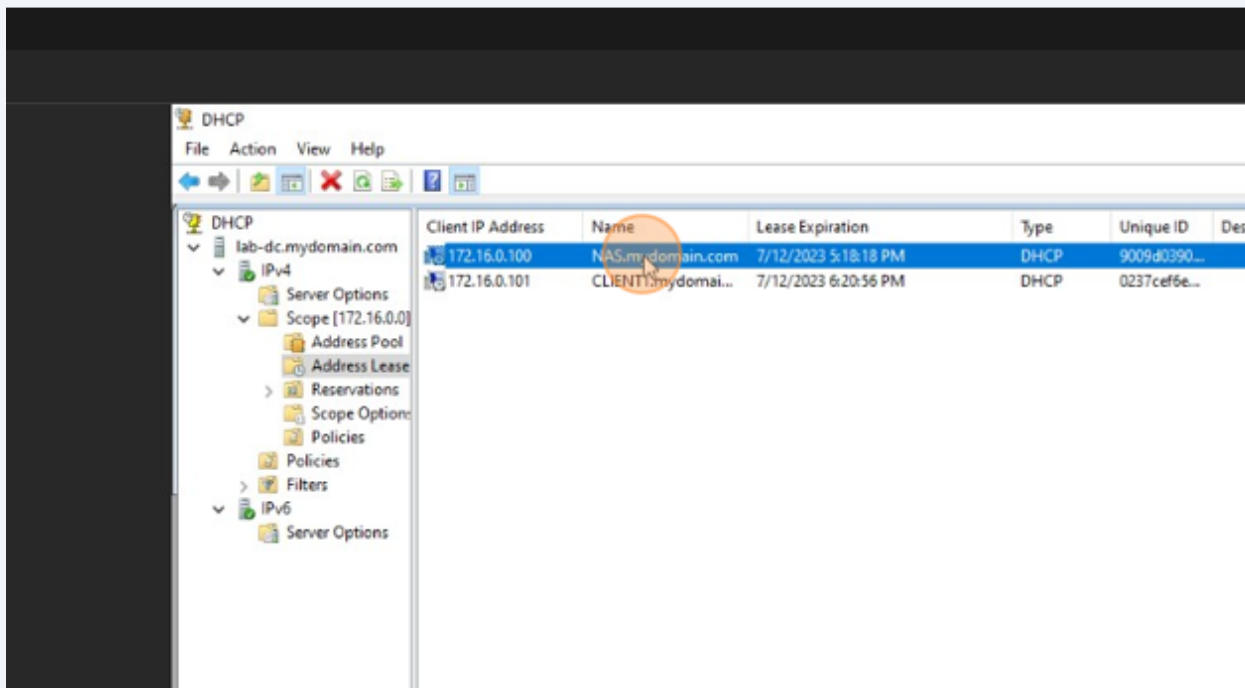 DHCP
File Action View Help
DHCP
lab-dc.mydomain.com
IPv4
Server Options
Scope [172.16.0.0]
Address Pool
Address Lease
Reservations
Scope Option
Policies
Policies
Filters
IPv6
Server Options
Client IP Address Name Lease Expiration Type Unique ID Des
172.16.0.100 NAS.mydomain.com 7/12/2023 5:18:18 PM DHCP 9009d0390...
172.16.0.101 CLIENT1.mydomai... 7/12/2023 6:20:56 PM DHCP 0237cef6e...